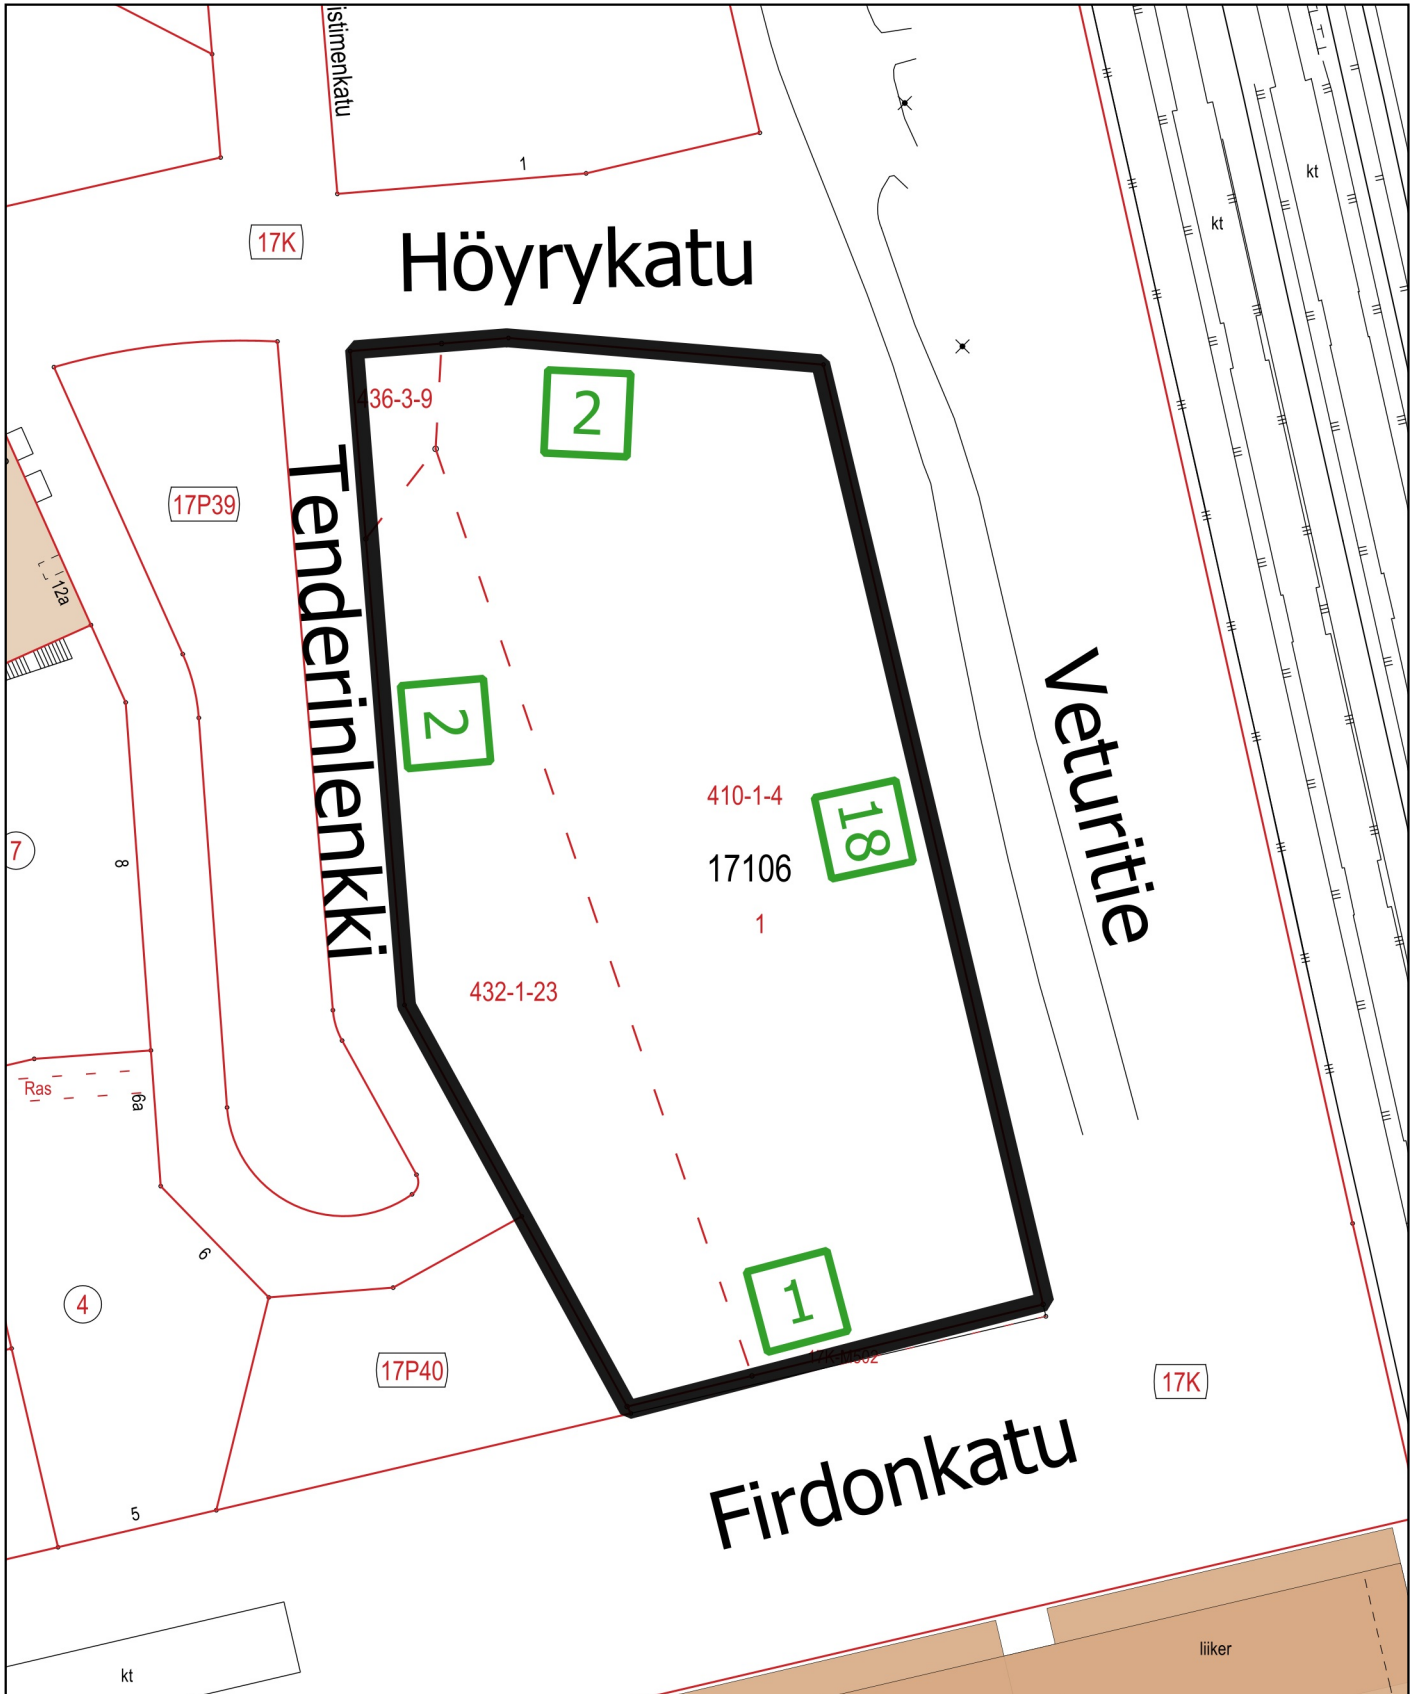 istimenkatu
1
kt
kt
17K
Höyrykatu
436-3-9
2
17P39
Tenderinlenkki
12a
2
Veturitie
410-1-4
18
7
8
17106
1
432-1-23
Ras
6a
6
4
1
17P40
17K
Firdonkatu
5
liiker
kt